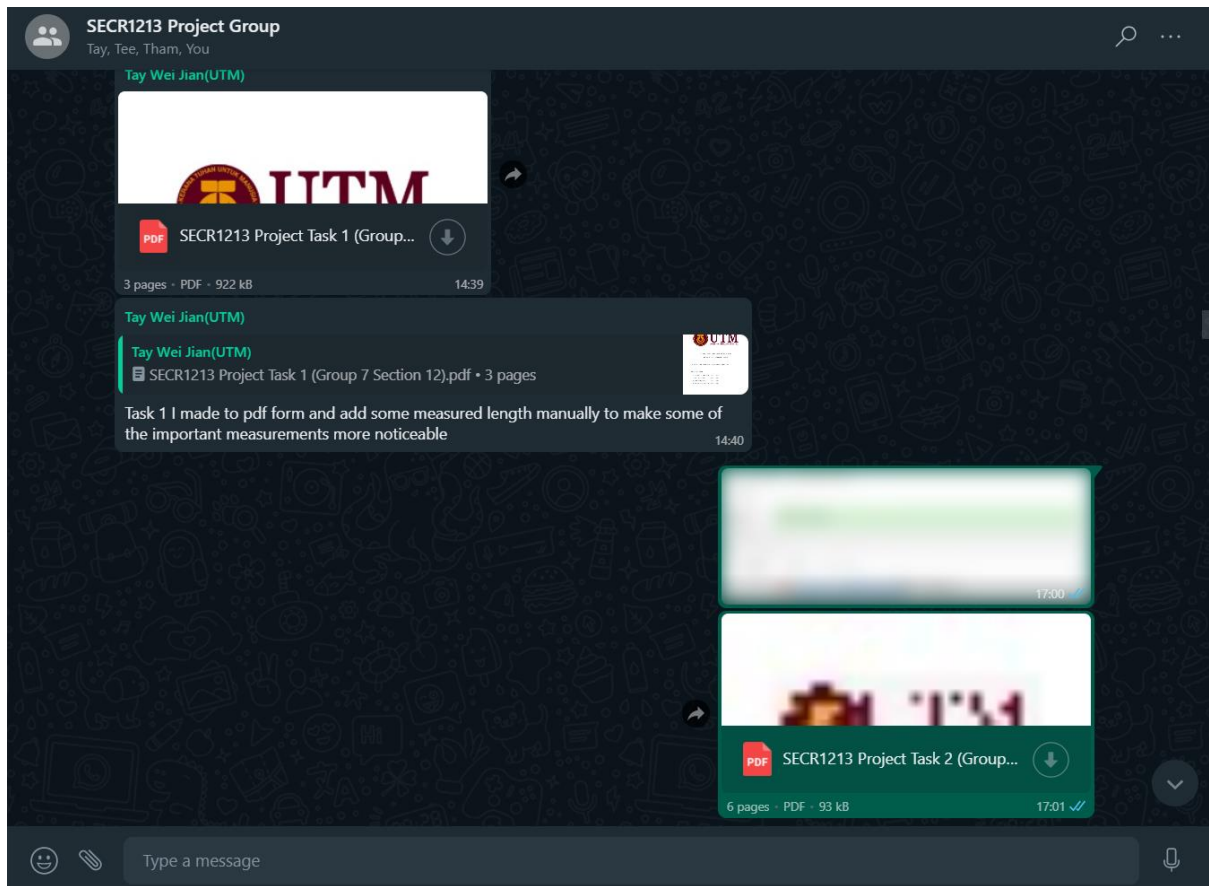 SECR1213 Project Group
Tay, Tee, Tham, You
Tay Wei Jian(UTM)
UTM
PDF
SECR1213 Project Task 1 (Group...
3 pages • PDF • 922 kB
14:39
Tay Wei Jian(UTM)
Tay Wei Jian(UTM)
SECR1213 Project Task 1 (Group 7 Section 12).pdf • 3 pages
UTM
Task 1 I made to pdf form and add some measured length manually to make some of
the important measurements more noticeable
14:40
17:00
PDF
SECR1213 Project Task 2 (Group...
6 pages • PDF • 93 kB
17:01
Type a message